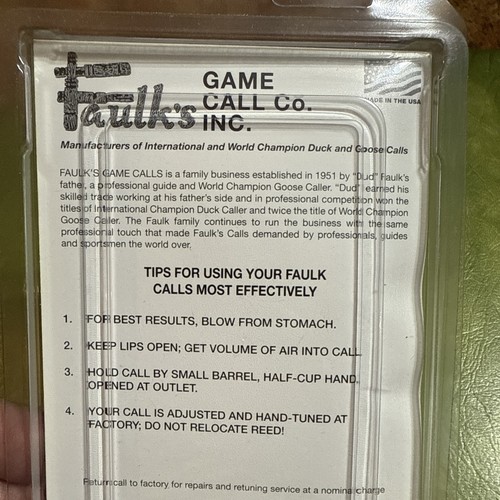 Faulk's
GAME
CALL Co.
INC.
MADE IN THE USA
Manufacturers of International and World Champion Duck and Goose Calls
FAULK'S GAME CALLS is a family business established in 1951 by "Dud" Faulk's
father, a professional guide and World Champion Goose Caller. "Dud" earned his
skilled trade working at his father's side and in professional competition won the
titles of International Champion Duck Caller and twice the title of World Champion
Goose Caller. The Faulk family continues to run the business with the same
professional touch that made Faulk's Calls demanded by professionals, guides
and sportsmen the world over.
TIPS FOR USING YOUR FAULK
CALLS MOST EFFECTIVELY
1. FOR BEST RESULTS, BLOW FROM STOMACH.
2. KEEP LIPS OPEN; GET VOLUME OF AIR INTO CALL
3. HOLD CALL BY SMALL BARREL, HALF-CUP HAND,
OPENED AT OUTLET.
4. YOUR CALL IS ADJUSTED AND HAND-TUNED AT
FACTORY; DO NOT RELOCATE REED!
Return call to factory for repairs and retuning service at a nominal charge